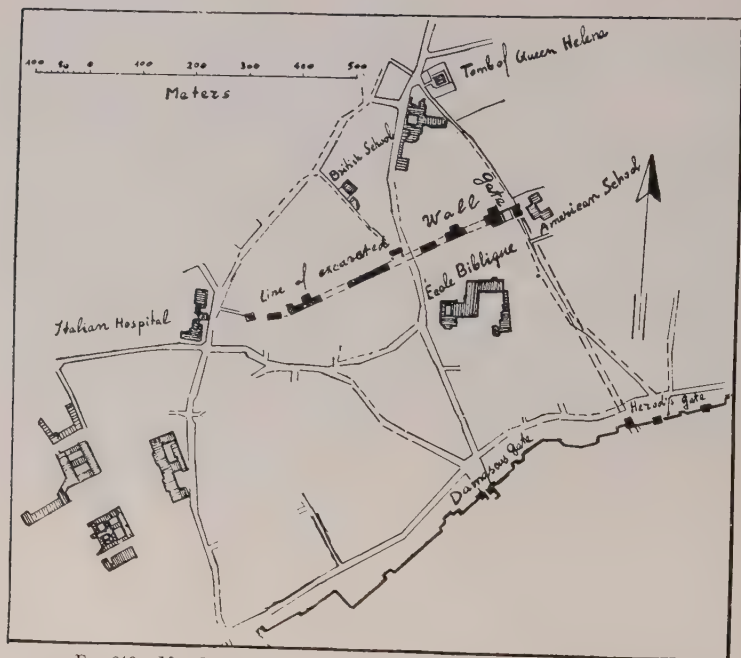 100 50 0 100 200 300 400 500
Meters
Tomb of Queen Helena
British School
Wall
gate
American School
Line of excavated
École Biblique
Italian Hospital
Herod's gate
Damascus gate